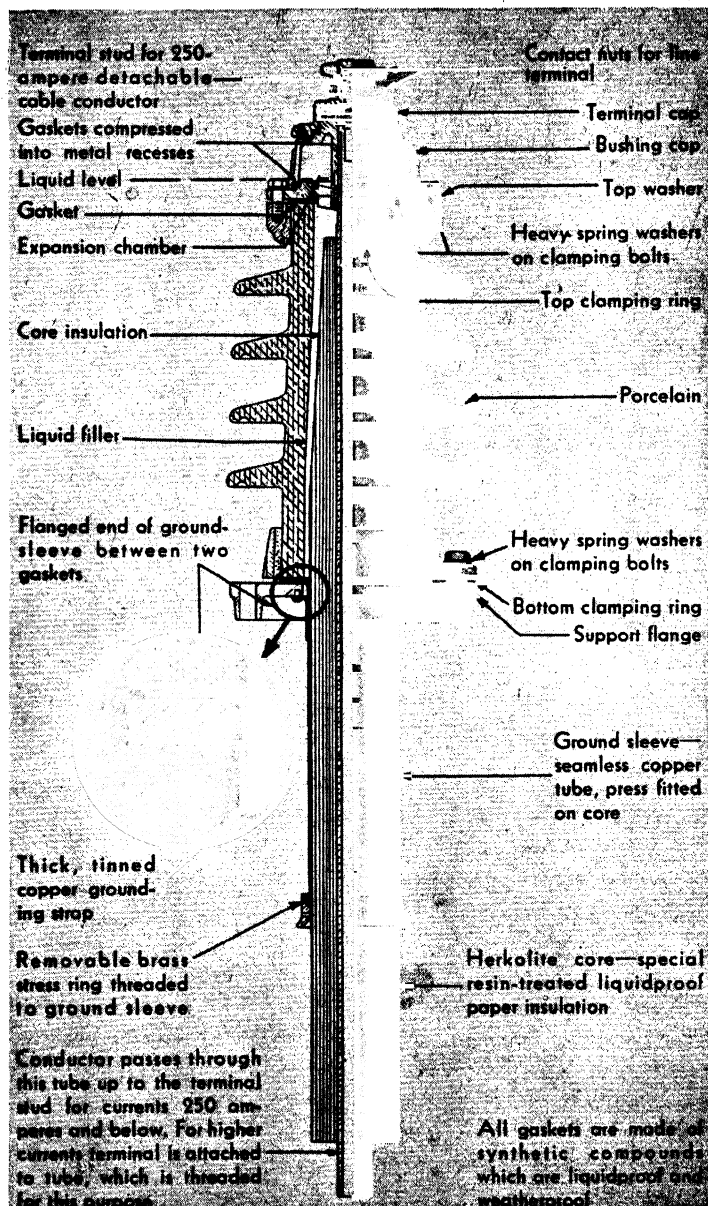 Terminal stud for 250-
ampere detachable
cable conductor
Gaskets compressed
into metal recesses
Liquid level
Gasket
Expansion chamber
Core insulation
Liquid filler
Flanged end of ground-
sleeve between two
gaskets
Thick, tinned
copper ground-
ing strap
Removable brass
stress ring threaded
to ground sleeve
Conductor passes through
this tube up to the terminal
stud for currents 250 am-
peres and below. For higher
currents terminal is attached
to tube, which is threaded
for this purpose
Contact nuts for line
terminal
Terminal cap
Bushing cap
Top washer
Heavy spring washers
on clamping bolts
Top clamping ring
Porcelain
Heavy spring washers
on clamping bolts
Bottom clamping ring
Support flange
Ground sleeve—
seamless copper
tube, press fitted
on core
Herkolite core—special
resin-treated liquidproof
paper insulation
All gaskets are made of
synthetic compounds
which are liquidproof and
weatherproof